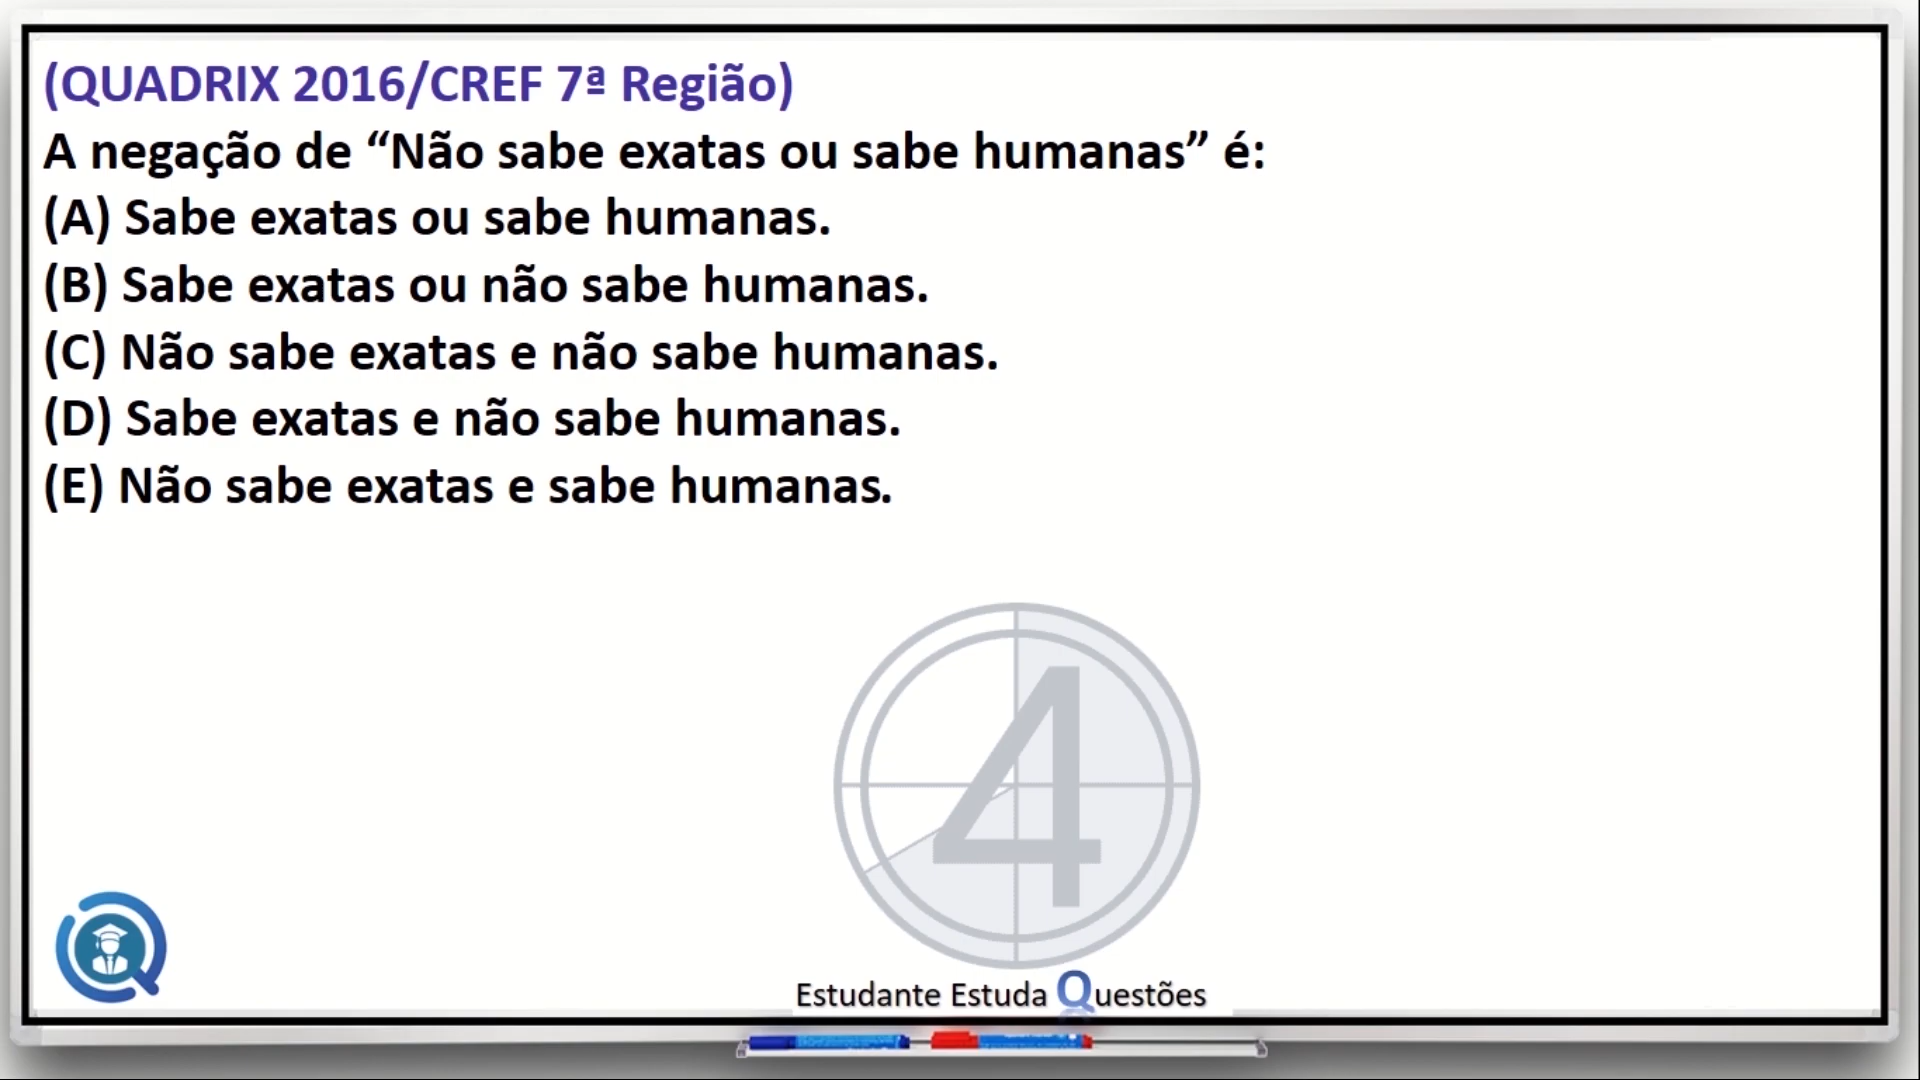 (QUADRIX 2016/CREF 7ª Região)
A negação de “Não sabe exatas ou sabe humanas” é:
(A) Sabe exatas ou sabe humanas.
(B) Sabe exatas ou não sabe humanas.
(C) Não sabe exatas e não sabe humanas.
(D) Sabe exatas e não sabe humanas.
(E) Não sabe exatas e sabe humanas.
4
Estudante Estuda Questões